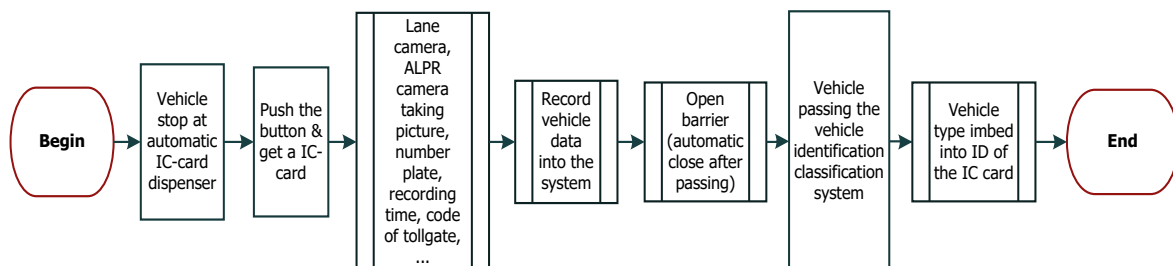 Begin
Vehicle
stop at
automatic
IC-card
dispenser
Push the
button &
get a IC-
card
Lane
camera,
ALPR
camera
taking
picture,
number
plate,
recording
time, code
of tollgate,
...
Record
vehicle
data
into the
system
Open
barrier
(automatic
close after
passing)
Vehicle
passing the
vehicle
identification
classification
system
Vehicle
type imbed
into ID of
the IC card
End